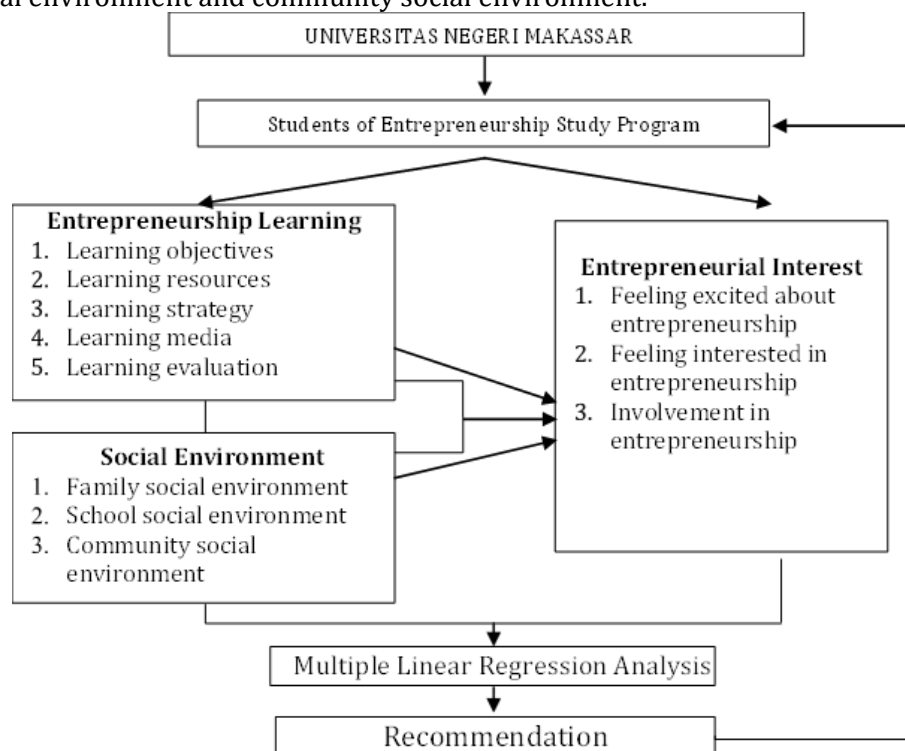 al environment and community social environment.
UNIVERSITAS NEGERI MAKASSAR
Students of Entrepreneurship Study Program
Entrepreneurship Learning
1. Learning objectives
2. Learning resources
3. Learning strategy
4. Learning media
5. Learning evaluation
Social Environment
1. Family social environment
2. School social environment
3. Community social
environment
Entrepreneurial Interest
1. Feeling excited about
entrepreneurship
2. Feeling interested in
entrepreneurship
3. Involvement in
entrepreneurship
Multiple Linear Regression Analysis
Recommendation